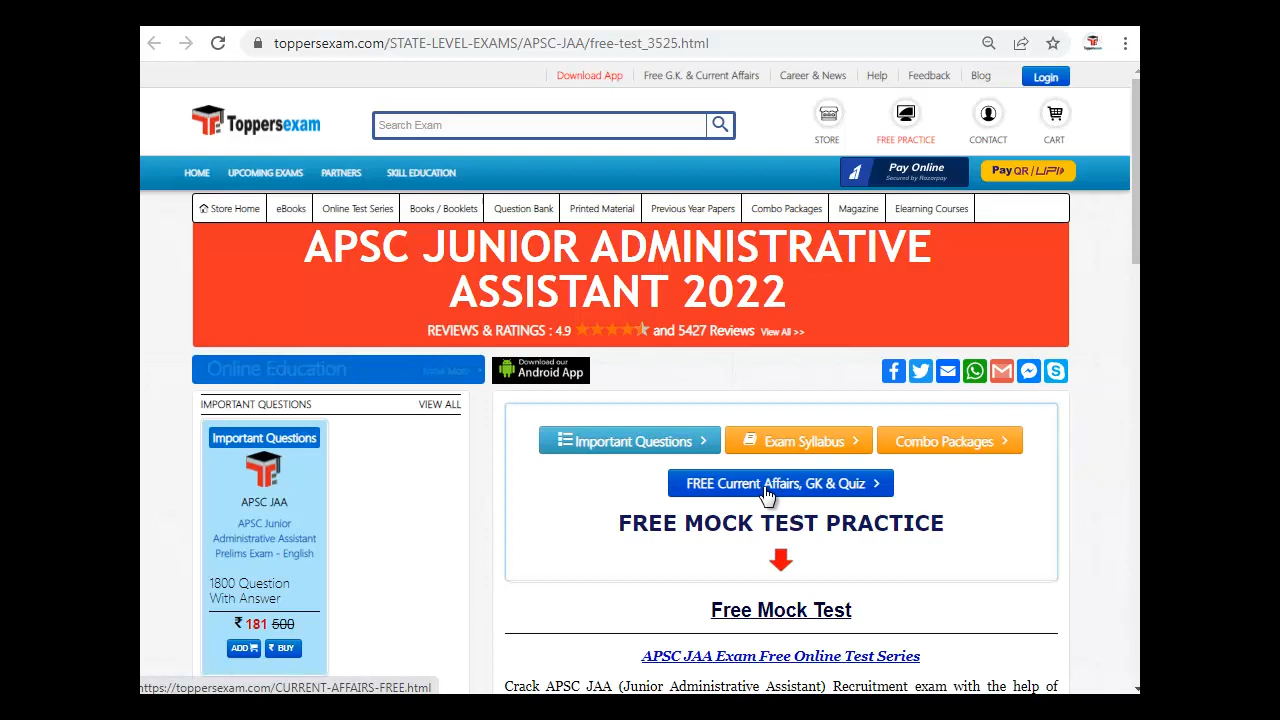 toppersexam.com/STATE-LEVEL-EXAMS/APSC-JAA/free-test_3525.html
Download App
Free G.K. & Current Affairs
Career & News
Help
Feedback
Blog
Login
Toppersexam
Search Exam
STORE
FREE PRACTICE
CONTACT
CART
HOME
UPCOMING EXAMS
PARTNERS
SKILL EDUCATION
Pay Online
Secured by Razorpay
Pay QR / UPI
Store Home
eBooks
Online Test Series
Books / Booklets
Question Bank
Printed Material
Previous Year Papers
Combo Packages
Magazine
Elearning Courses
APSC JUNIOR ADMINISTRATIVE
ASSISTANT 2022
REVIEWS & RATINGS : 4.9 and 5427 Reviews View All >>
Online Education
Download our
Android App
IMPORTANT QUESTIONS
VIEW ALL
Important Questions
APSC JAA
APSC Junior
Administrative Assistant
Prelims Exam - English
1800 Question
With Answer
₹ 181 500
ADD
₹ BUY
Important Questions
Exam Syllabus
Combo Packages
FREE Current Affairs, GK & Quiz
FREE MOCK TEST PRACTICE
Free Mock Test
APSC JAA Exam Free Online Test Series
Crack APSC JAA (Junior Administrative Assistant) Recruitment exam with the help of
https://toppersexam.com/CURRENT-AFFAIRS-FREE.html